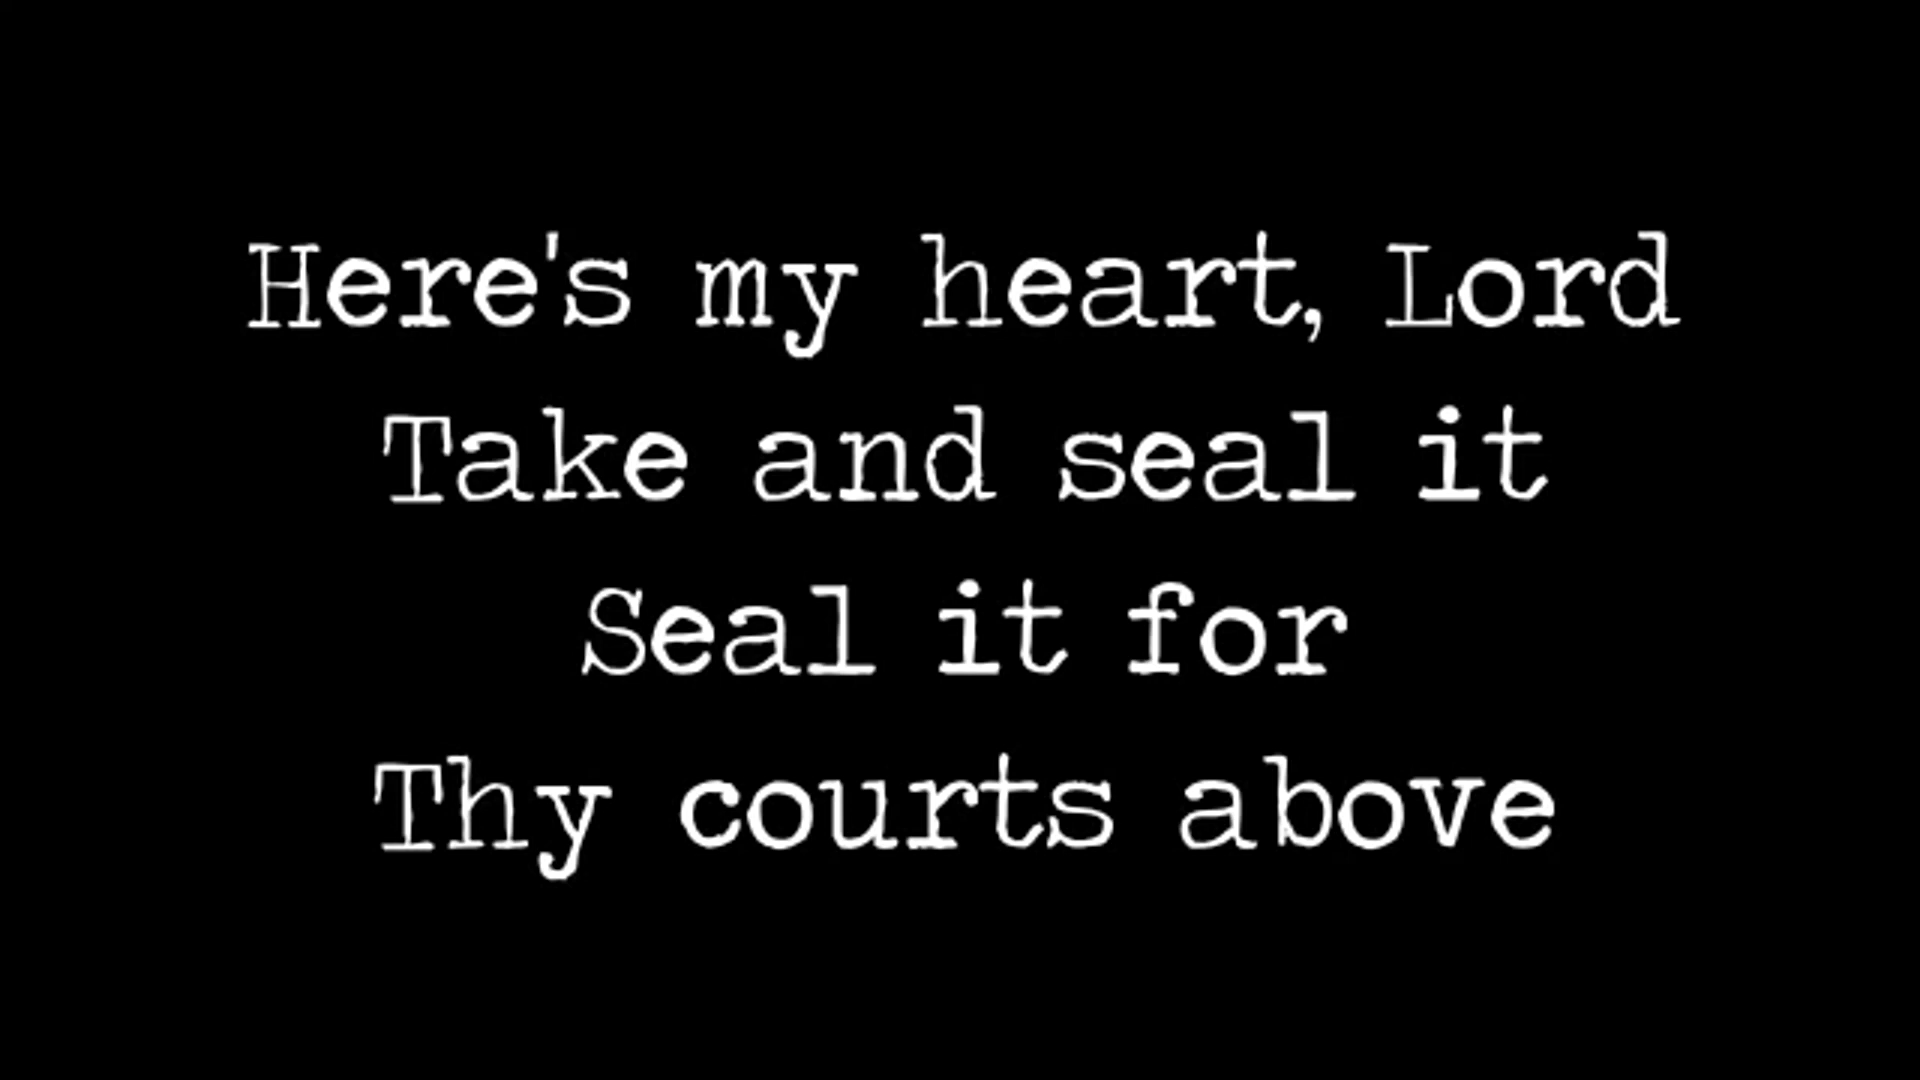 Here's my heart, Lord
Take and seal it
Seal it for
Thy courts above